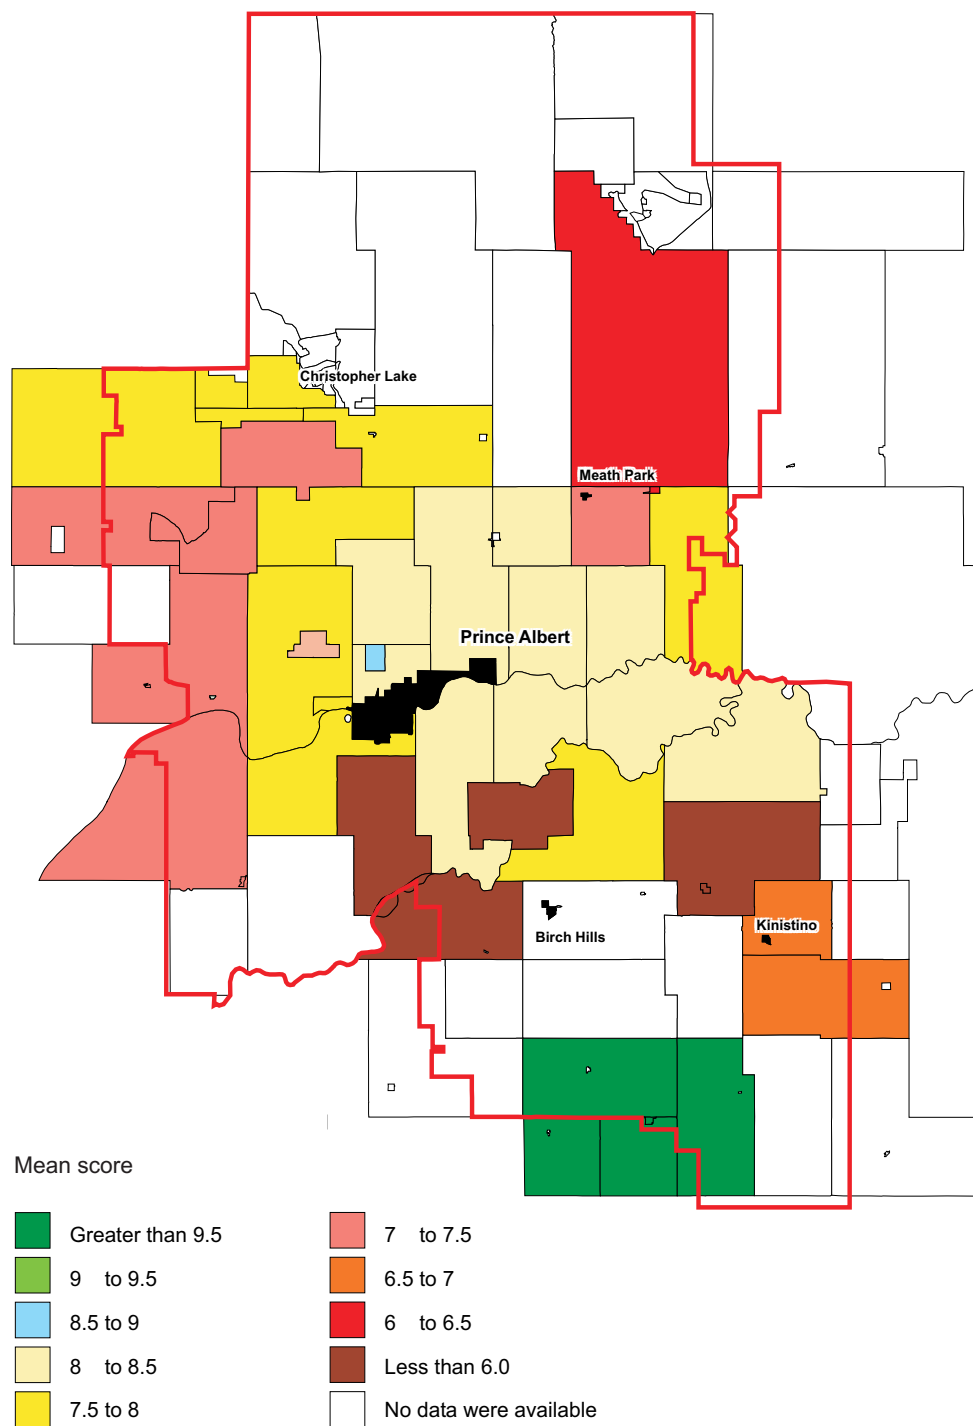 Christopher Lake
Meath Park
Prince Albert
Birch Hills
Kinistino
Mean score
Greater than 9.5
9 to 9.5
8.5 to 9
8 to 8.5
7.5 to 8
7 to 7.5
6.5 to 7
6 to 6.5
Less than 6.0
No data were available